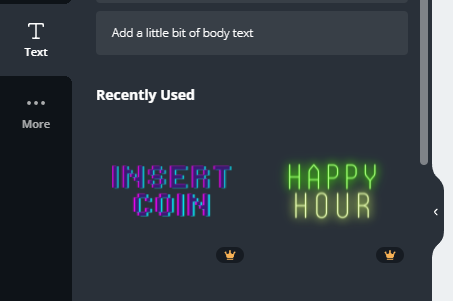 Add a little bit of body text
Text
Recently Used
More
INSERT
COIN
HAPPY
HOUR